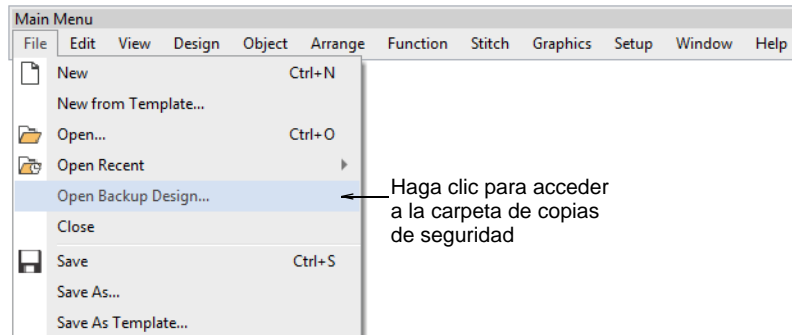 Main Menu
File Edit View Design Object Arrange Function Stitch Graphics Setup Window Help
New Ctrl+N
New from Template...
Open... Ctrl+O
Open Recent
Open Backup Design...
Close
Save Ctrl+S
Save As...
Save As Template...
Haga clic para acceder
a la carpeta de copias
de seguridad